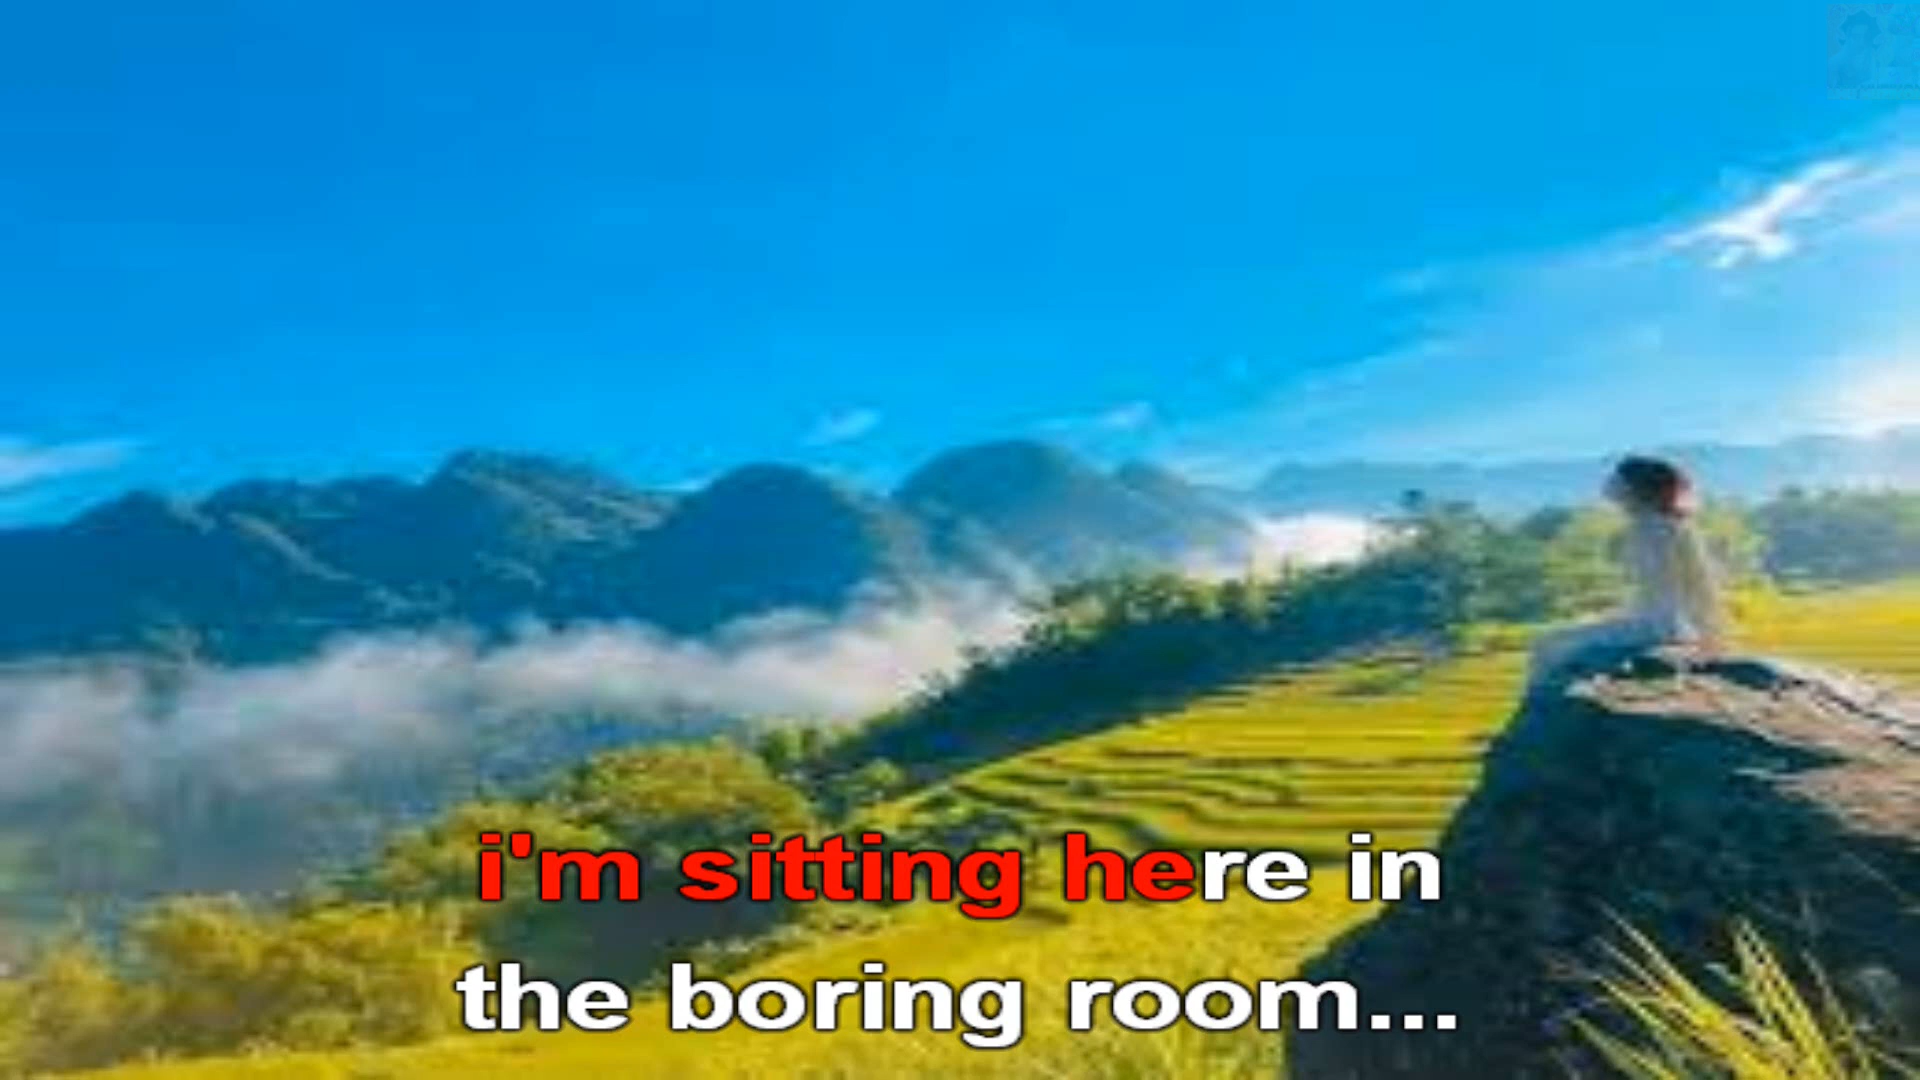 i'm sitting here in
the boring room...